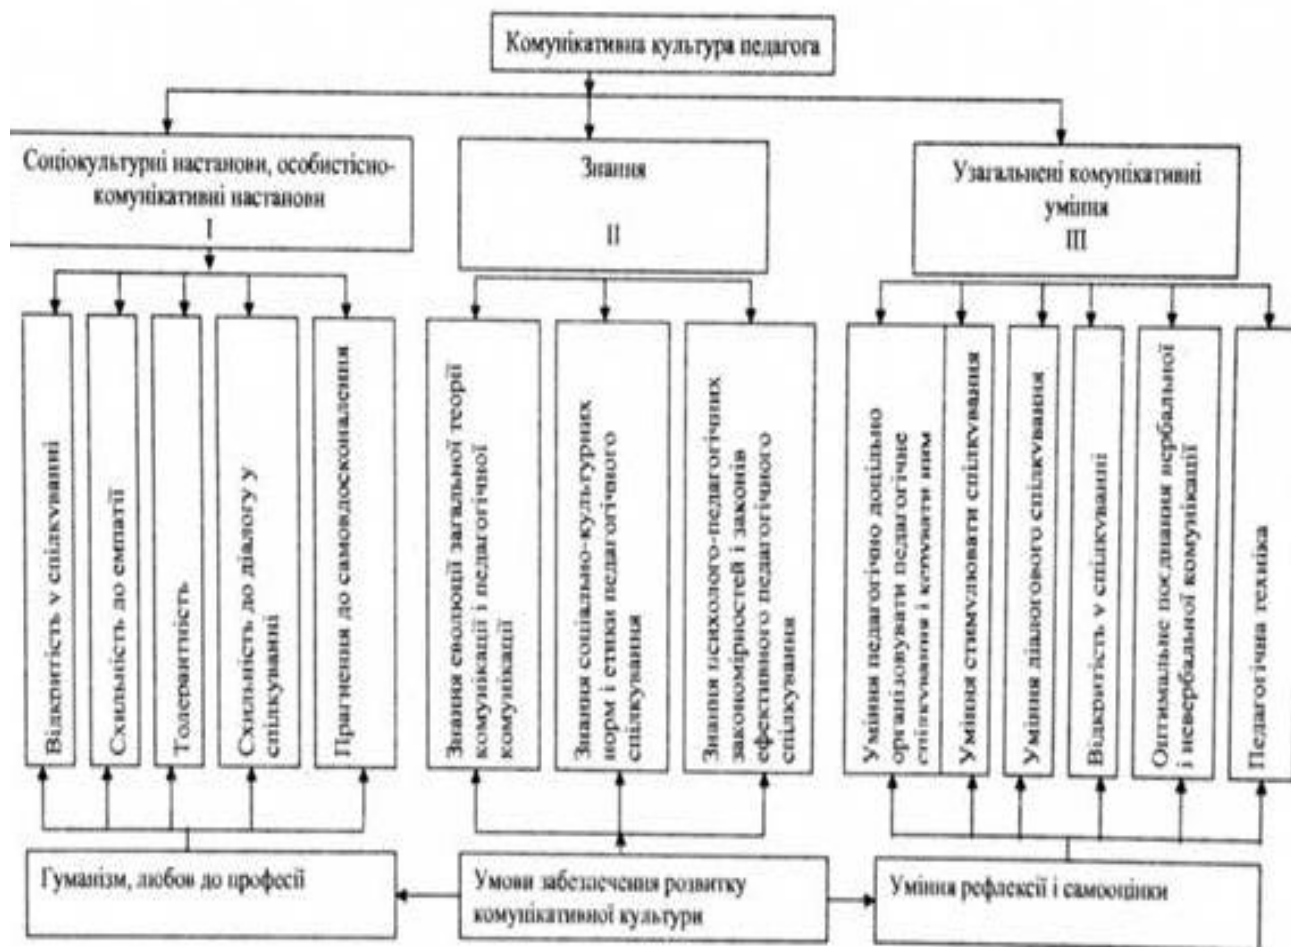 Комунікативна культура педагога
Соціокультурні настанови, особистісно-
комунікативні настанови
I
Знання
II
Узагальнені комунікативні
уміння
III
Відкритість у спілкуванні
Схильність до емпатії
Толерантність
Схильність до діалогу у
спілкуванні
Прагнення до самовдосконалення
Знання еволюції загальної теорії
комунікації і педагогічної
комунікації
Знання соціально-культурних
норм і етики педагогічного
спілкування
Знання психолого-педагогічних
закономірностей і законів
ефективного педагогічного
спілкування
Уміння педагогічно доцільно
організовувати педагогічне
спілкування і керувати ним
Уміння стимулювати спілкування
Уміння діалогового спілкування
Відкритість у спілкуванні
Оптимальне поєднання вербальної
і невербальної комунікації
Педагогічна техніка
Гуманізм, любов до професії
Умови забезпечення розвитку
комунікативної культури
Уміння рефлексії і самооцінки